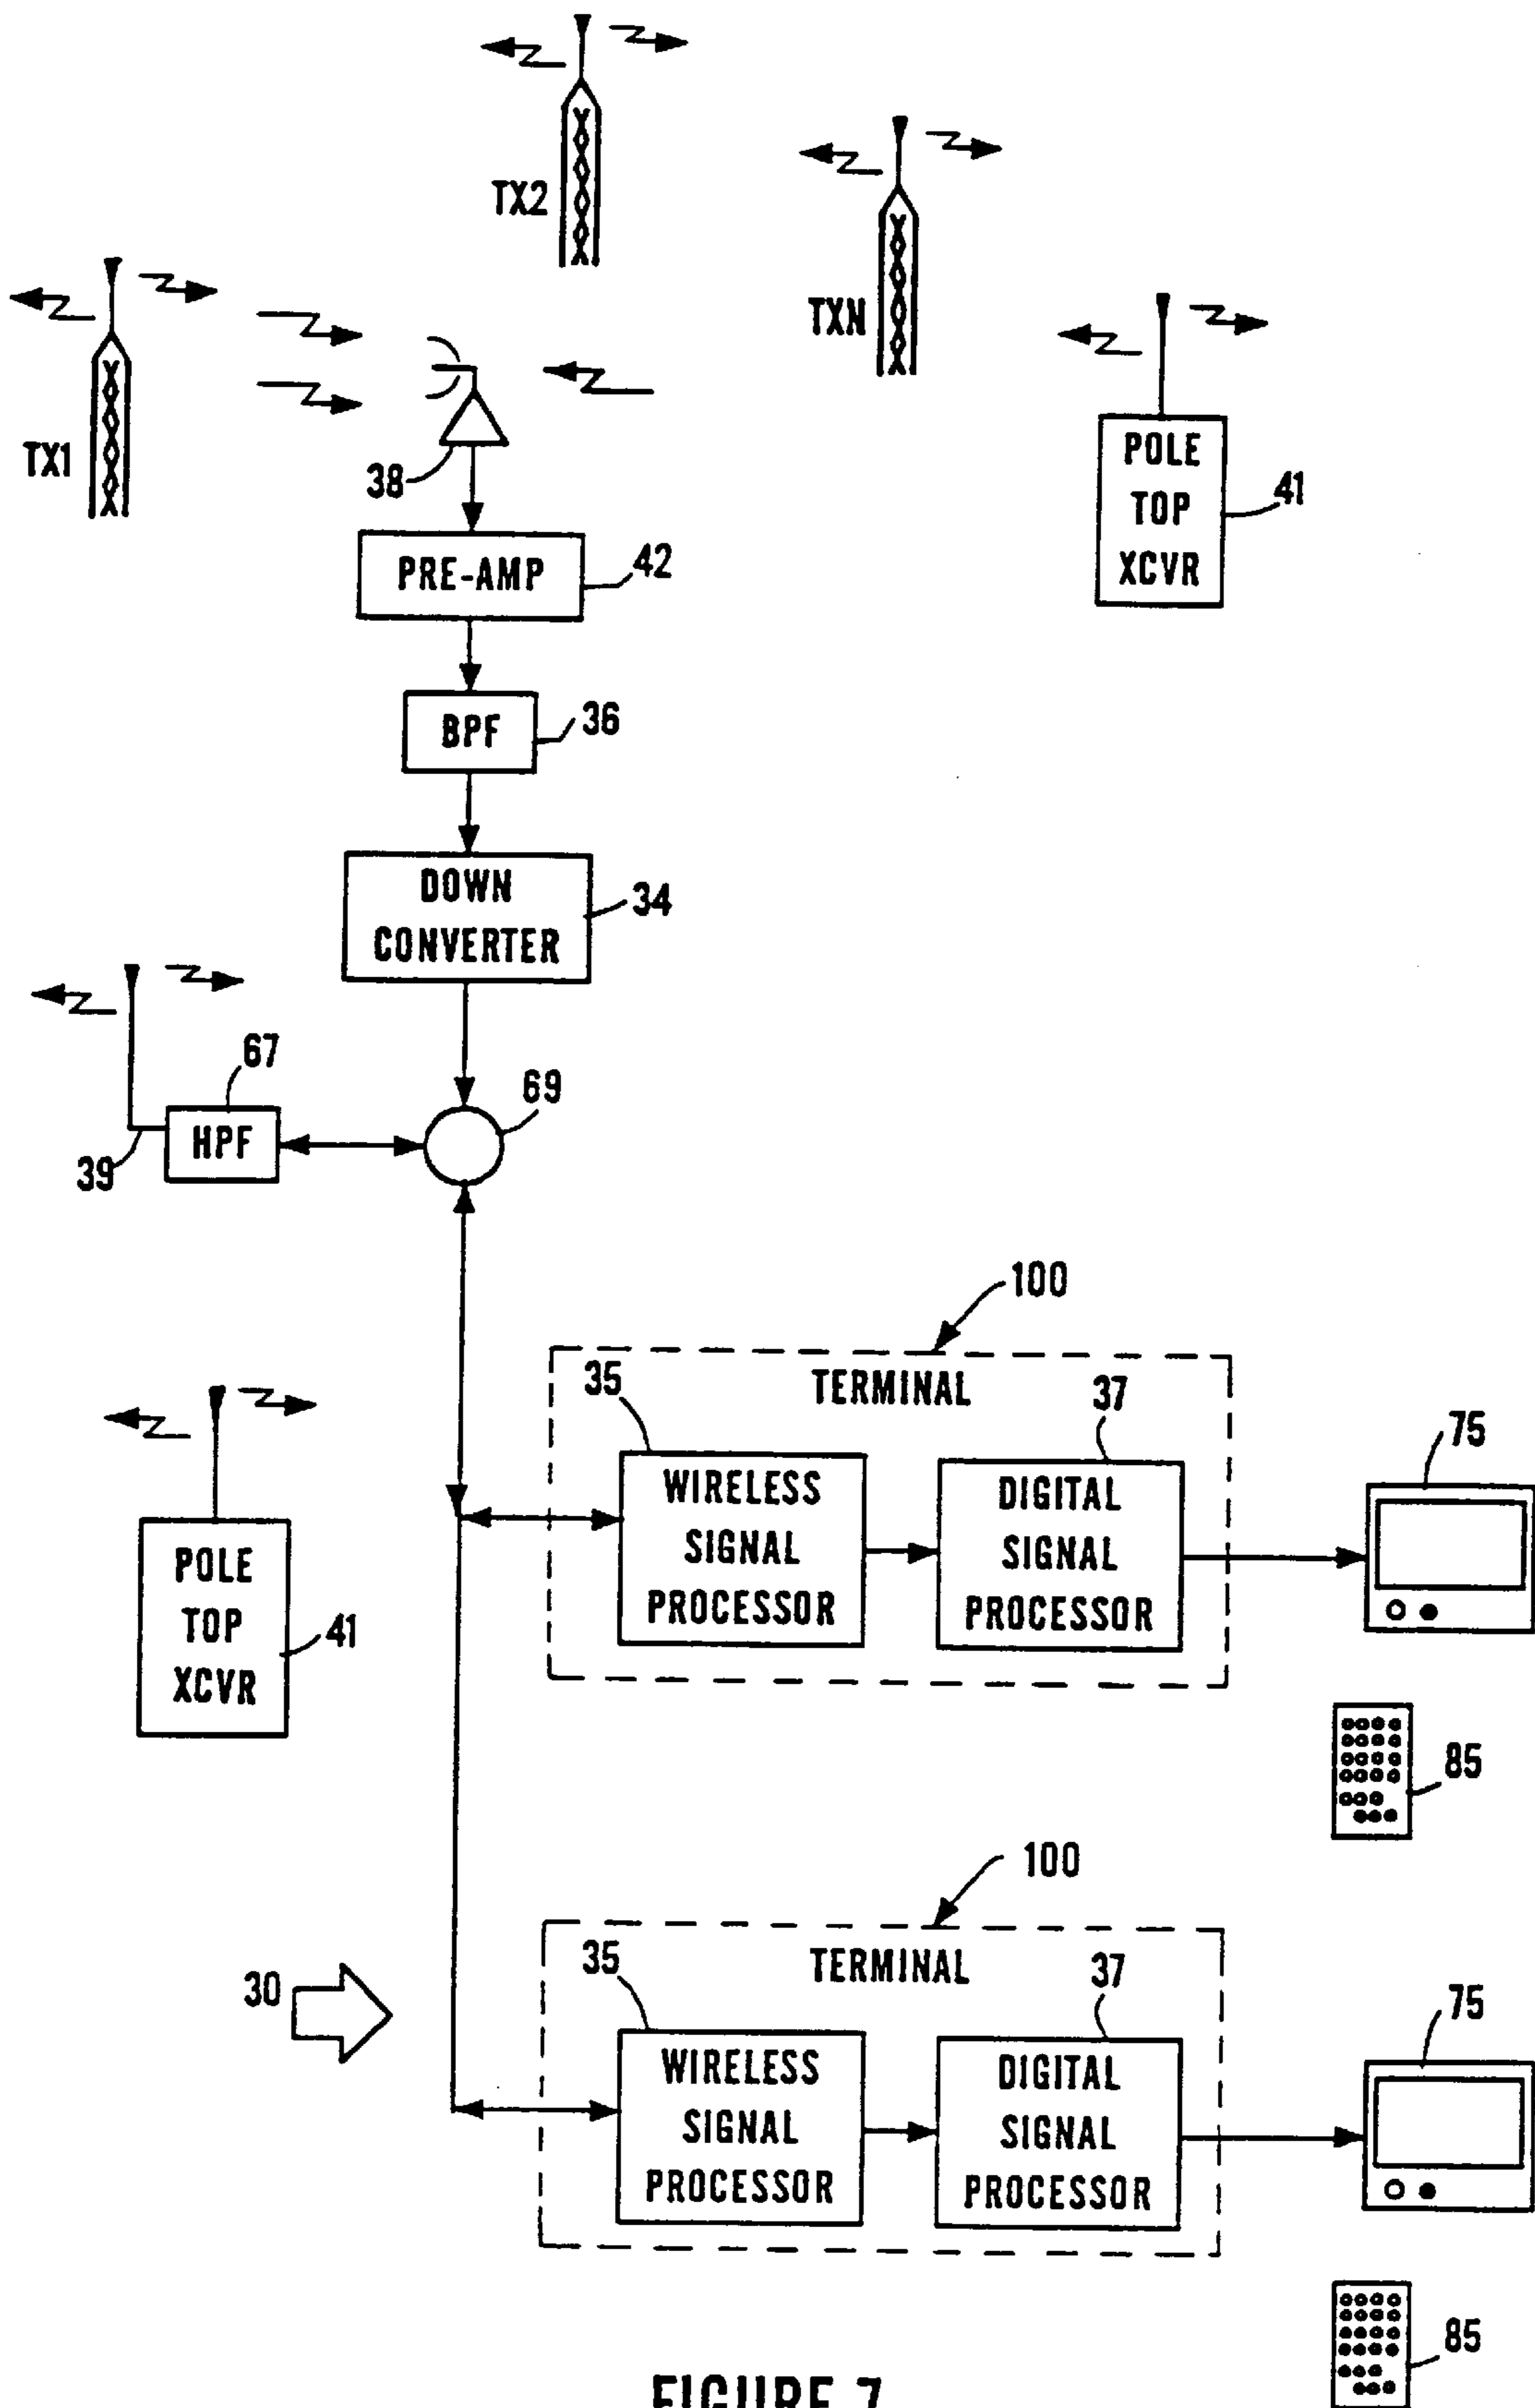 TX2
TXN
TX1
38
POLE
TOP
XCVR
41
PRE-AMP
42
BPF
36
DOWN
CONVERTER
34
67
HPF
39
69
100
TERMINAL
35
37
WIRELESS
SIGNAL
PROCESSOR
DIGITAL
SIGNAL
PROCESSOR
75
POLE
TOP
XCVR
41
85
100
TERMINAL
30
35
37
WIRELESS
SIGNAL
PROCESSOR
DIGITAL
SIGNAL
PROCESSOR
75
85
FIGURE 7